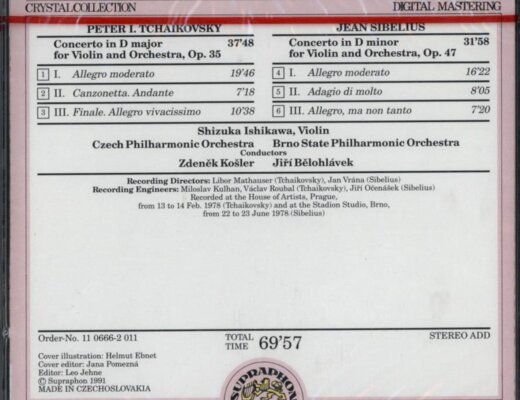 CRYSTAL COLLECTION DIGITAL MASTERING
PETER I. TCHAIKOVSKY
Concerto in D major 37'48
for Violin and Orchestra, Op. 35
1 I. Allegro moderato 19'46
2 II. Canzonetta. Andante 7'18
3 III. Finale. Allegro vivacissimo 10'38
JEAN SIBELIUS
Concerto in D minor 31'58
for Violin and Orchestra, Op. 47
4 I. Allegro moderato 16'22
5 II. Adagio di molto 8'05
6 III. Allegro, ma non tanto 7'20
Shizuka Ishikawa, Violin
Czech Philharmonic Orchestra Brno State Philharmonic Orchestra
Conductors
Zdeněk Košler Jiří Bělohlávek
Recording Directors: Libor Mathauser (Tchaikovsky), Jan Vrána (Sibelius)
Recording Engineers: Miloslav Kulhan, Václav Roubal (Tchaikovsky), Jiří Očenášek (Sibelius)
Recorded at the House of Artists, Prague,
from 13 to 14 Feb. 1978 (Tchaikovsky) and at the Stadion Studio, Brno,
from 22 to 23 June 1978 (Sibelius)
Order-No. 11 0666-2 011 TOTAL TIME 69'57 STEREO ADD
Cover illustration: Helmut Ebnet
Cover editor: Jana Pomezná
Editor: Leo Jehne
© Supraphon 1991
MADE IN CZECHOSLOVAKIA
SUPRAPHON